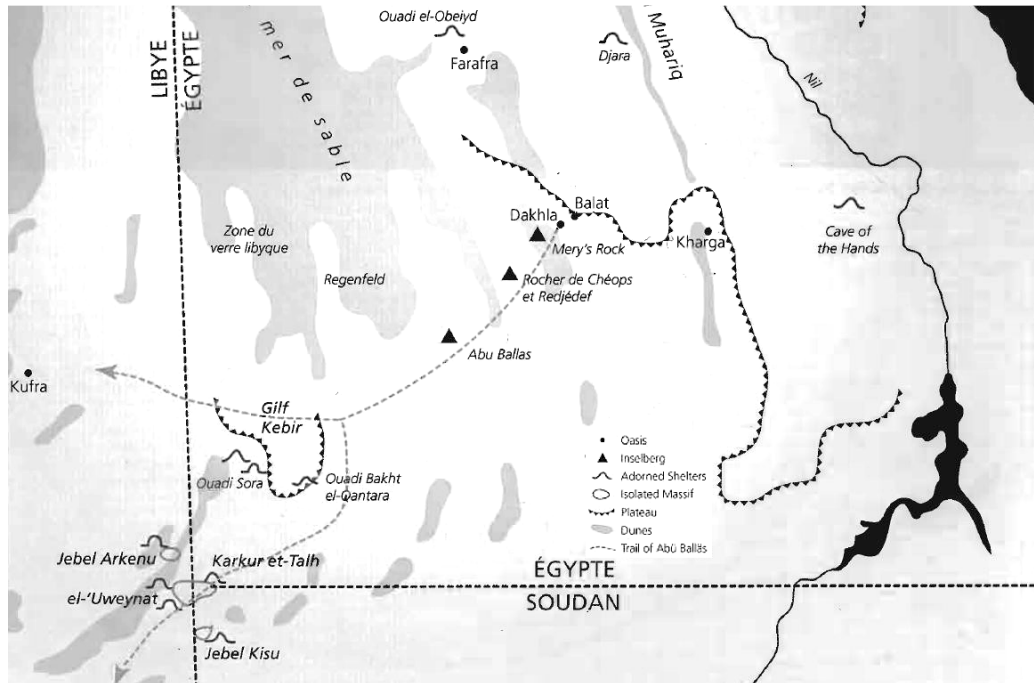 Ouadi el-Obeiyd
Farafra
Djara
Muhariq
Nil
LIBYE
ÉGYPTE
mer de sable
Balat
Dakhla
Mery's Rock
Kharga
Cave of
the Hands
Zone du
verre libyque
Regenfeld
Rocher de Chéops
et Redjédef
Abu Ballas
Kufra
Gilf
Kebir
Ouadi Sora
Ouadi Bakht
el-Qantara
Oasis
Inselberg
Adorned Shelters
Isolated Massif
Plateau
Dunes
Trail of Abū Ballās
Jebel Arkenu
Karkur et-Talh
el-'Uweynat
Jebel Kisu
ÉGYPTE
SOUDAN